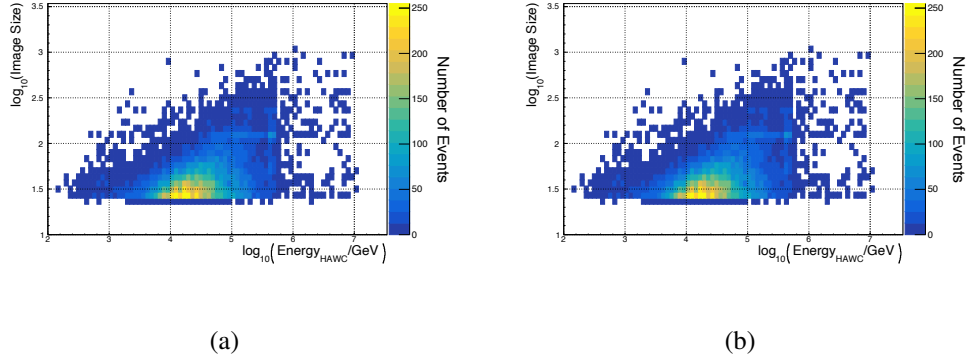 log10(Image Size)
3.5
3
2.5
2
1.5
1
2 3 4 5 6 7
log10(EnergyHAWC/GeV)
250
200
150
100
50
0
Number of Events
(a)
log10(Image Size)
3.5
3
2.5
2
1.5
1
2 3 4 5 6 7
log10(EnergyHAWC/GeV)
250
200
150
100
50
0
Number of Events
(b)